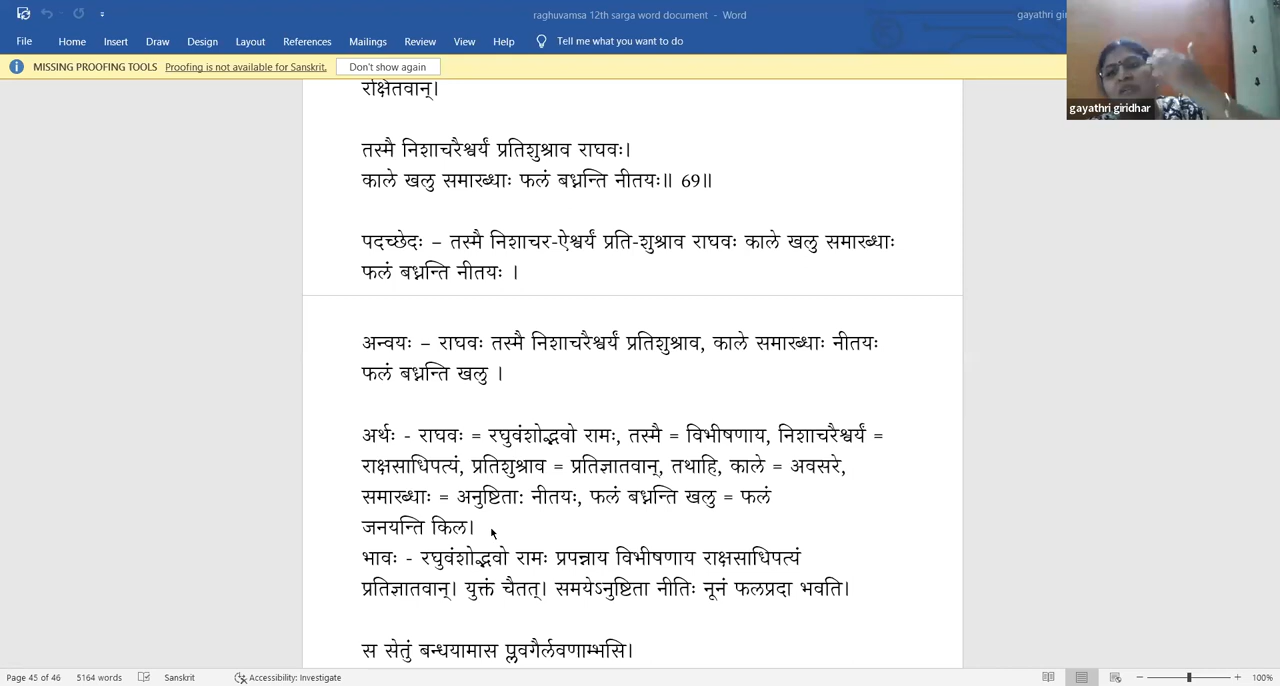 raghuvamsa 12th sarga word document - Word
gayathri gi
File Home Insert Draw Design Layout References Mailings Review View Help Tell me what you want to do
MISSING PROOFING TOOLS Proofing is not available for Sanskrit. Don't show again
gayathri giridhar
रक्षितवान्।
तस्मै निशाचरैश्वर्यं प्रतिशुश्राव राघवः।
काले खलु समारब्धाः फलं बध्नन्ति नीतयः॥ 69॥
पदच्छेदः – तस्मै निशाचर-ऐश्वर्यं प्रति-शुश्राव राघवः काले खलु समारब्धाः
फलं बध्नन्ति नीतयः ।
अन्वयः – राघवः तस्मै निशाचरैश्वर्यं प्रतिशुश्राव, काले समारब्धाः नीतयः
फलं बध्नन्ति खलु ।
अर्थः - राघवः = रघुवंशोद्भवो रामः, तस्मै = विभीषणाय, निशाचरैश्वर्यं =
राक्षसाधिपत्यं, प्रतिशुश्राव = प्रतिज्ञातवान्, तथाहि, काले = अवसरे,
समारब्धाः = अनुष्टिता: नीतयः, फलं बध्नन्ति खलु = फलं
जनयन्ति किल।
भावः - रघुवंशोद्भवो रामः प्रपन्नाय विभीषणाय राक्षसाधिपत्यं
प्रतिज्ञातवान्। युक्तं चैतत्। समयेऽनुष्टिता नीतिः नूनं फलप्रदा भवति।
स सेतुं बन्धयामास प्लवगैर्लवणाम्भसि।
Page 45 of 46 5164 words Sanskrit Accessibility: Investigate 100%